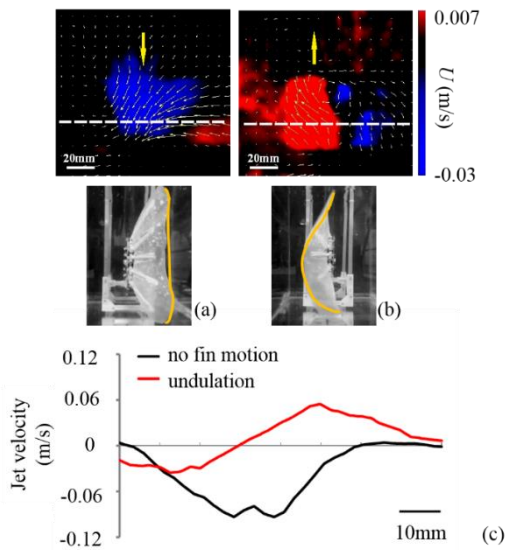 0.007
U (m/s)
-0.03
20mm
20mm
(a)
(b)
0.12
0.06
0
-0.06
-0.12
Jet velocity
(m/s)
no fin motion
undulation
10mm
(c)